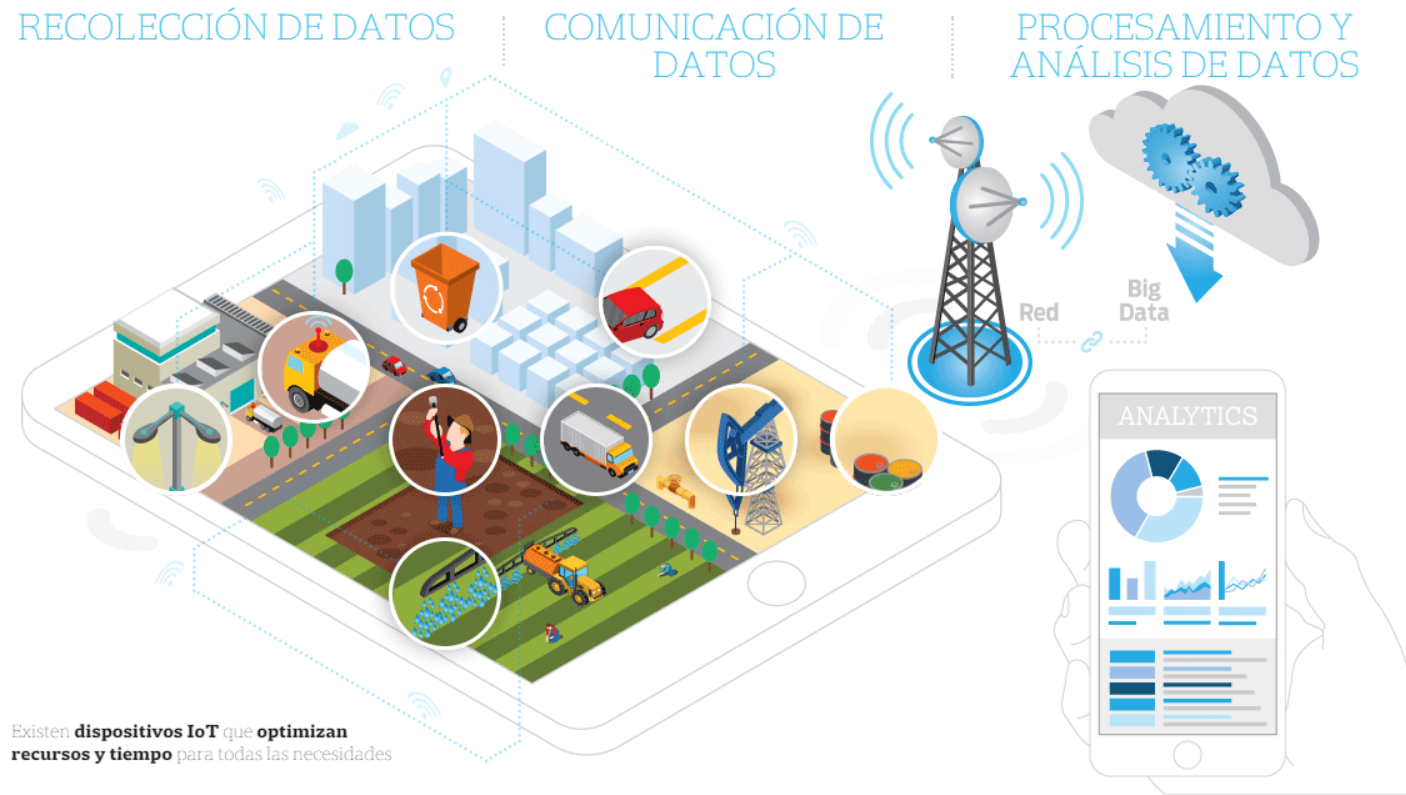 RECOLECCIÓN DE DATOS
COMUNICACIÓN DE
DATOS
PROCESAMIENTO Y
ANÁLISIS DE DATOS
Red
Big
Data
ANALYTICS
Existen dispositivos IoT que optimizan
recursos y tiempo para todas las necesidades